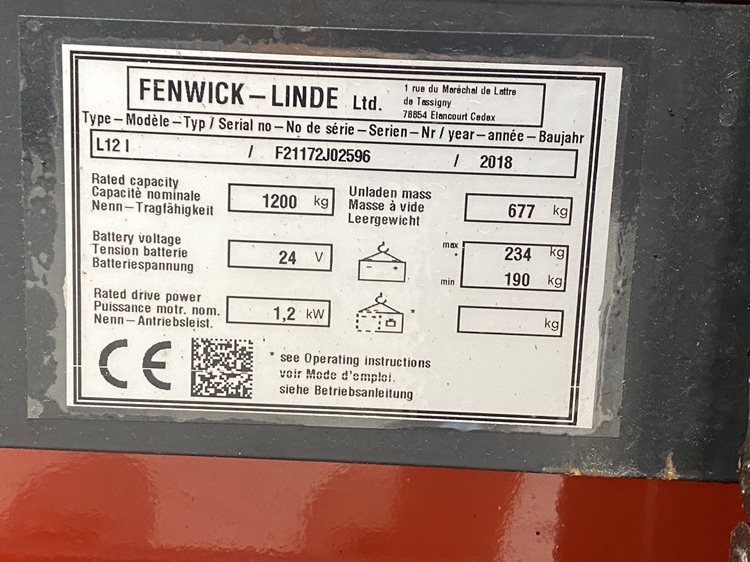 FENWICK–LINDE Ltd.
1 rue du Maréchal de Lattre
de Tassigny
78854 Elancourt Cedex
Type–Modèle–Typ / Serial no–No de série–Serien–Nr / year–année–Baujahr
L12 I / F21172J02596 / 2018
Rated capacity
Capacité nominale
Nenn–Tragfähigkeit
1200 kg
Unladen mass
Masse à vide
Leergewicht
677 kg
Battery voltage
Tension batterie
Batteriespannung
24 V
max 234 kg
*
min 190 kg
Rated drive power
Puissance motr. nom.
Nenn–Antriebsleist.
1,2 kW
* kg
CE
* see Operating instructions
voir Mode d'emploi.
siehe Betriebsanleitung